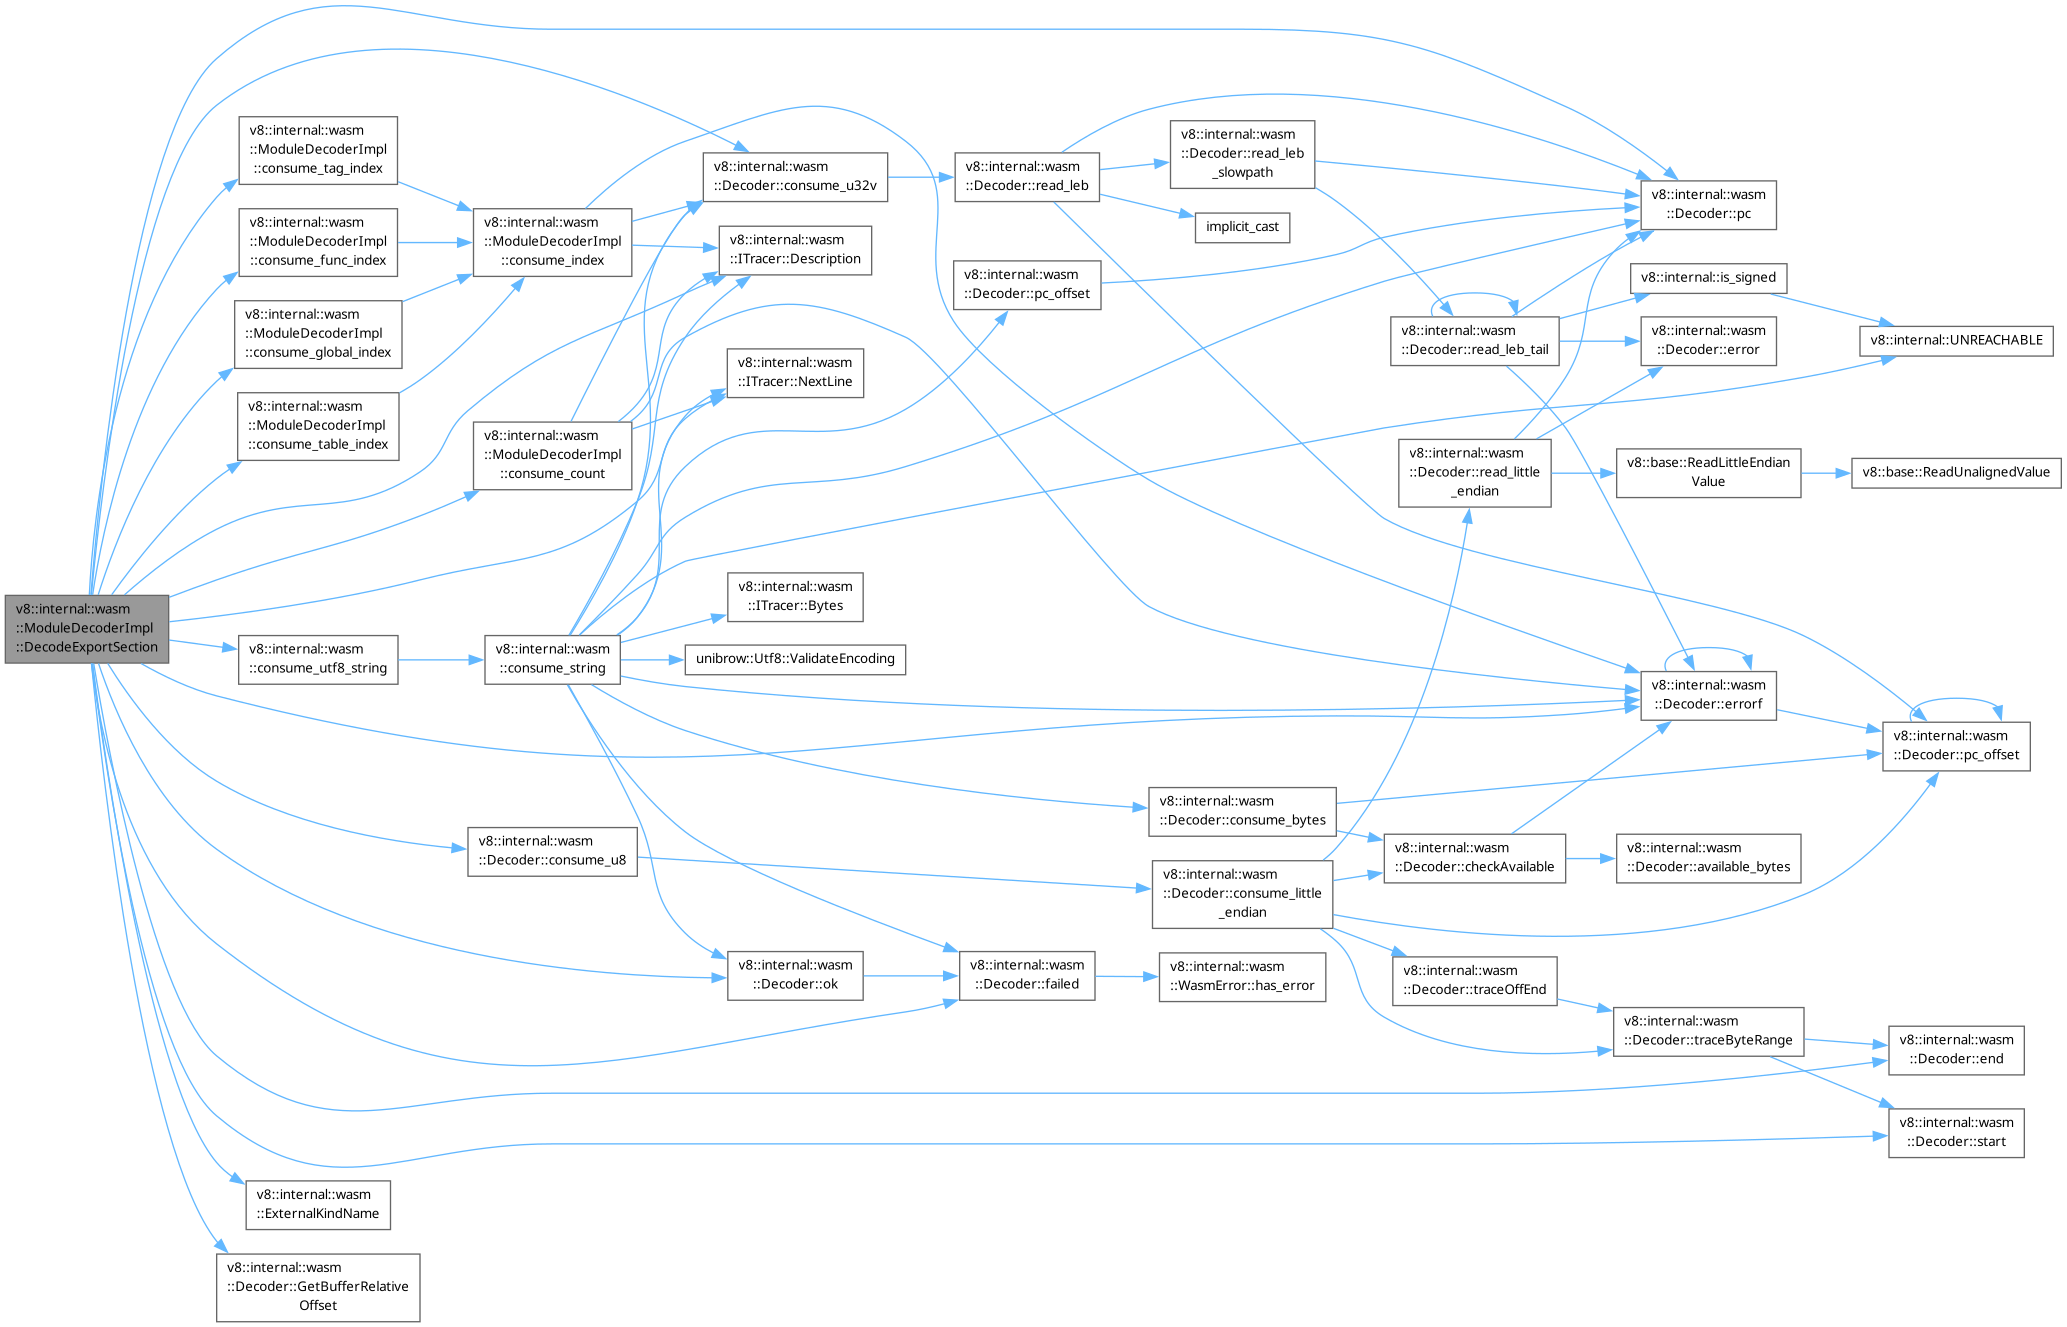 v8::internal::wasm
::ModuleDecoderImpl
::DecodeExportSection
v8::internal::wasm
::ModuleDecoderImpl
::consume_tag_index
v8::internal::wasm
::ModuleDecoderImpl
::consume_func_index
v8::internal::wasm
::ModuleDecoderImpl
::consume_global_index
v8::internal::wasm
::ModuleDecoderImpl
::consume_table_index
v8::internal::wasm
::consume_utf8_string
v8::internal::wasm
::ExternalKindName
v8::internal::wasm
::Decoder::GetBufferRelative
Offset
v8::internal::wasm
::ModuleDecoderImpl
::consume_index
v8::internal::wasm
::ModuleDecoderImpl
::consume_count
v8::internal::wasm
::consume_string
v8::internal::wasm
::Decoder::consume_u8
v8::internal::wasm
::Decoder::consume_u32v
v8::internal::wasm
::ITracer::Description
v8::internal::wasm
::ITracer::NextLine
v8::internal::wasm
::ITracer::Bytes
unibrow::Utf8::ValidateEncoding
v8::internal::wasm
::Decoder::ok
v8::internal::wasm
::Decoder::read_leb
v8::internal::wasm
::Decoder::pc_offset
v8::internal::wasm
::Decoder::failed
v8::internal::wasm
::Decoder::read_leb
_slowpath
implicit_cast
v8::internal::wasm
::Decoder::consume_bytes
v8::internal::wasm
::Decoder::consume_little
_endian
v8::internal::wasm
::WasmError::has_error
v8::internal::wasm
::Decoder::read_leb_tail
v8::internal::wasm
::Decoder::read_little
_endian
v8::internal::wasm
::Decoder::checkAvailable
v8::internal::wasm
::Decoder::traceOffEnd
v8::internal::wasm
::Decoder::pc
v8::internal::is_signed
v8::internal::wasm
::Decoder::error
v8::base::ReadLittleEndian
Value
v8::internal::wasm
::Decoder::errorf
v8::internal::wasm
::Decoder::available_bytes
v8::internal::wasm
::Decoder::traceByteRange
v8::internal::UNREACHABLE
v8::base::ReadUnalignedValue
v8::internal::wasm
::Decoder::pc_offset
v8::internal::wasm
::Decoder::end
v8::internal::wasm
::Decoder::start